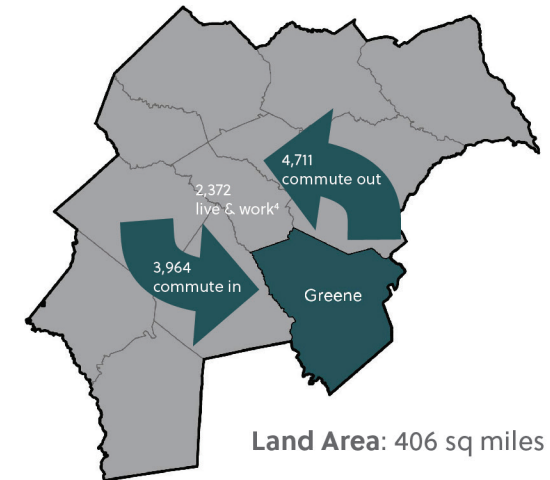 4,711
commute out
2,372
live & work⁴
3,964
commute in
Greene
Land Area: 406 sq miles